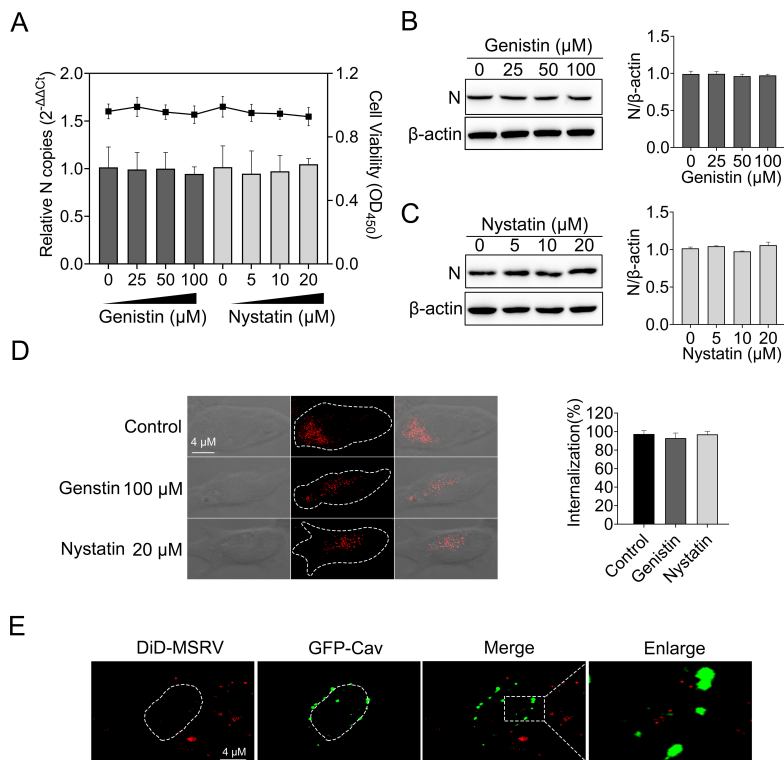 A
Relative N copies (2-ΔΔCt)
2.0
1.5
1.0
0.5
0.0
1.2
0.9
0.6
0.3
0.0
Cell Viability (OD450)
0 25 50 100 0 5 10 20
Genistin (μM) Nystatin (μM)
B
Genistin (μM)
0 25 50 100
N
β-actin
N/β-actin
1.5
1.0
0.5
0.0
0 25 50 100
Genistin (μM)
C
Nystatin (μM)
0 5 10 20
N
β-actin
N/β-actin
1.5
1.0
0.5
0.0
0 5 10 20
Nystatin (μM)
D
Control
4 μM
Genstin 100 μM
Nystatin 20 μM
Internalization(%)
120
100
80
60
40
20
0
Control
Genistin
Nystatin
E
DiD-MSRV GFP-Cav Merge Enlarge
4 μM